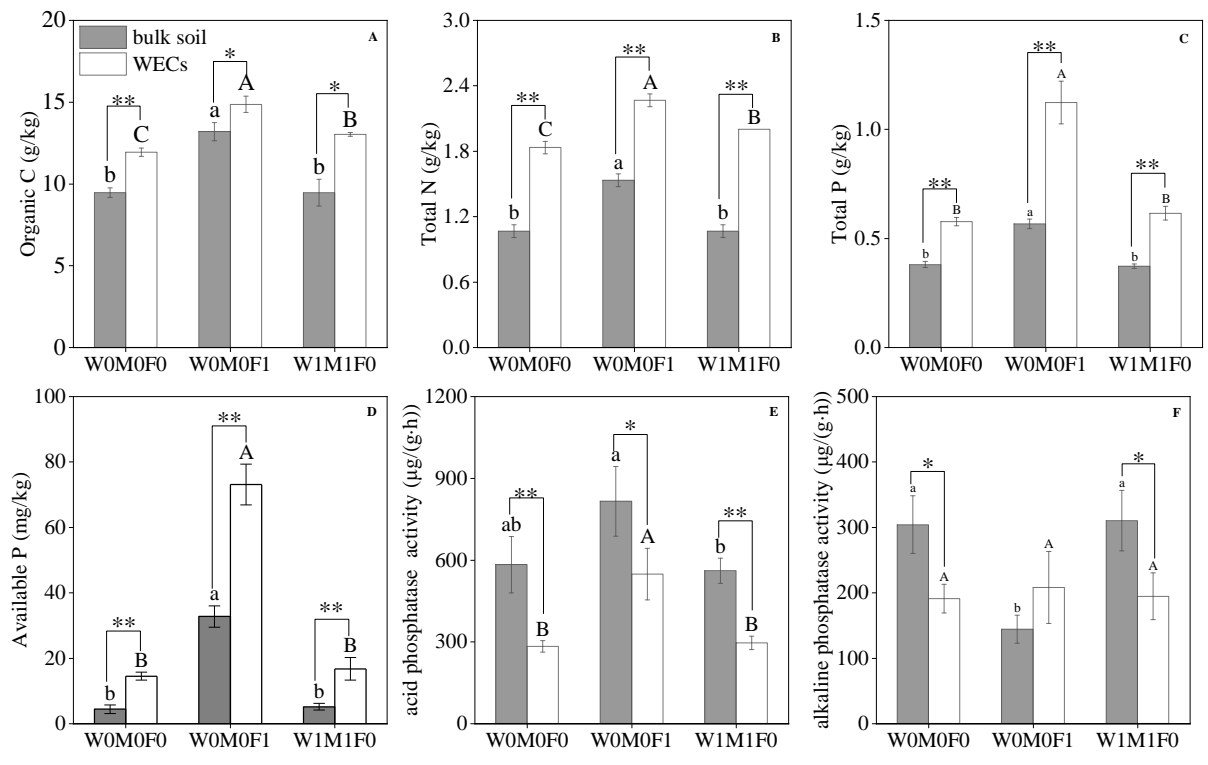 A
Organic C (g/kg)
20
15
10
5
0
bulk soil
WECs
**
*
*
b
C
a
A
b
B
W0M0F0 W0M0F1 W1M1F0
B
Total N (g/kg)
3.0
2.4
1.8
1.2
0.6
0.0
**
**
**
b
C
a
A
b
B
W0M0F0 W0M0F1 W1M1F0
C
Total P (g/kg)
1.5
1.0
0.5
0.0
**
**
**
b
B
a
A
b
B
W0M0F0 W0M0F1 W1M1F0
D
Available P (mg/kg)
100
80
60
40
20
0
**
**
**
b
B
a
A
b
B
W0M0F0 W0M0F1 W1M1F0
E
acid phosphatase activity (μg/(g·h))
1200
900
600
300
0
**
*
**
ab
B
a
A
b
B
W0M0F0 W0M0F1 W1M1F0
F
alkaline phosphatase activity (μg/(g·h))
500
400
300
200
100
0
*
*
a
A
b
A
a
A
W0M0F0 W0M0F1 W1M1F0